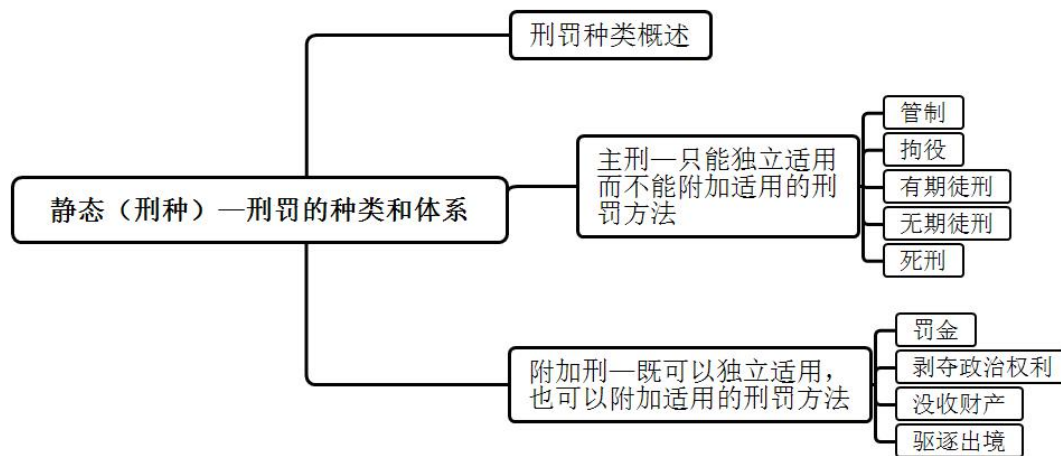 刑罚种类概述
静态（刑种）—刑罚的种类和体系
主刑—只能独立适用
而不能附加适用的刑
罚方法
管制
拘役
有期徒刑
无期徒刑
死刑
附加刑—既可以独立适用，
也可以附加适用的刑罚方法
罚金
剥夺政治权利
没收财产
驱逐出境